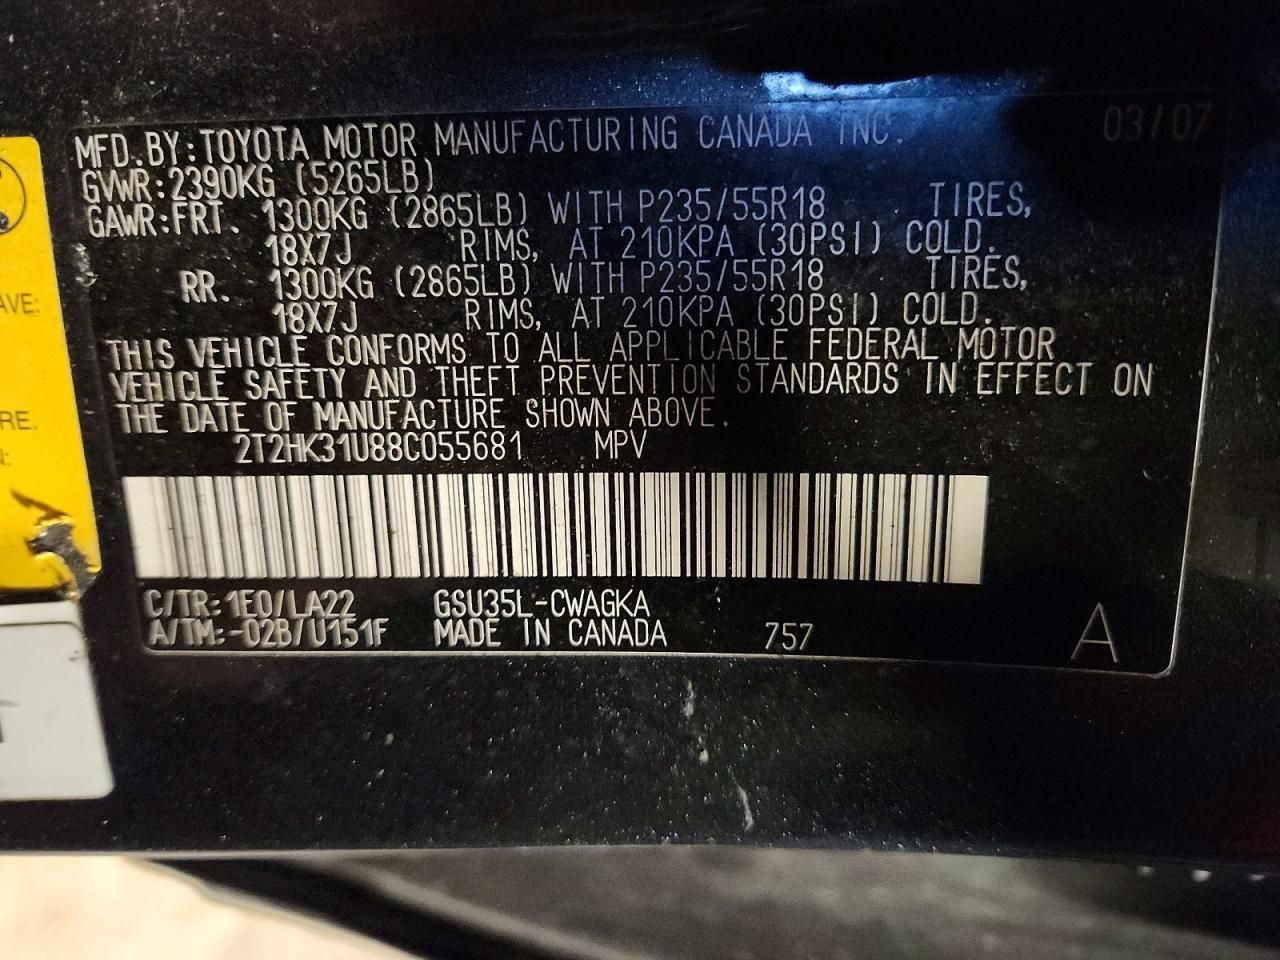 MFD.BY:TOYOTA MOTOR MANUFACTURING CANADA INC. 03/07
GVWR:2390KG (5265LB)
GAWR:FRT. 1300KG (2865LB) WITH P235/55R18 TIRES,
18X7J RIMS, AT 210KPA (30PSI) COLD.
RR. 1300KG (2865LB) WITH P235/55R18 TIRES,
18X7J RIMS, AT 210KPA (30PSI) COLD.
THIS VEHICLE CONFORMS TO ALL APPLICABLE FEDERAL MOTOR
VEHICLE SAFETY AND THEFT PREVENTION STANDARDS IN EFFECT ON
THE DATE OF MANUFACTURE SHOWN ABOVE.
2T2HK31U88C055681 MPV
C/TR:1E0/LA22 GSU35L-CWAGKA
A/TM:-02B/U151F MADE IN CANADA 757 A
AVE:
RE.
N: